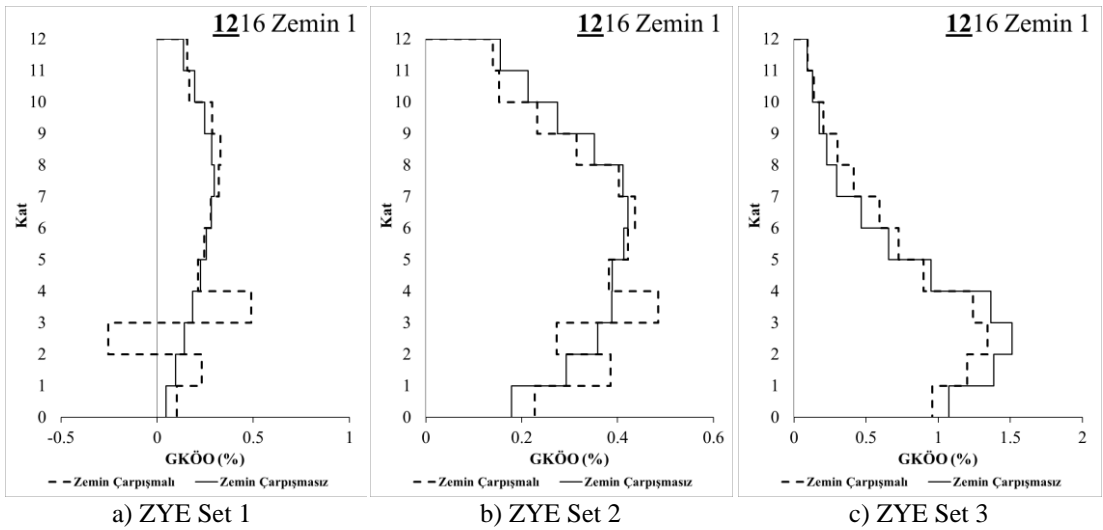 1216 Zemin 1
12
11
10
9
8
7
6
5
4
3
2
1
0
Kat
-0.5 0 0.5 1
GKÖO (%)
Zemin Çarpışmalı Zemin Çarpışmasız
a) ZYE Set 1
1216 Zemin 1
12
11
10
9
8
7
6
5
4
3
2
1
0
Kat
0 0.2 0.4 0.6
GKÖO (%)
Zemin Çarpışmalı Zemin Çarpışmasız
b) ZYE Set 2
1216 Zemin 1
12
11
10
9
8
7
6
5
4
3
2
1
0
Kat
0 0.5 1 1.5 2
GKÖO (%)
Zemin Çarpışmalı Zemin Çarpışmasız
c) ZYE Set 3